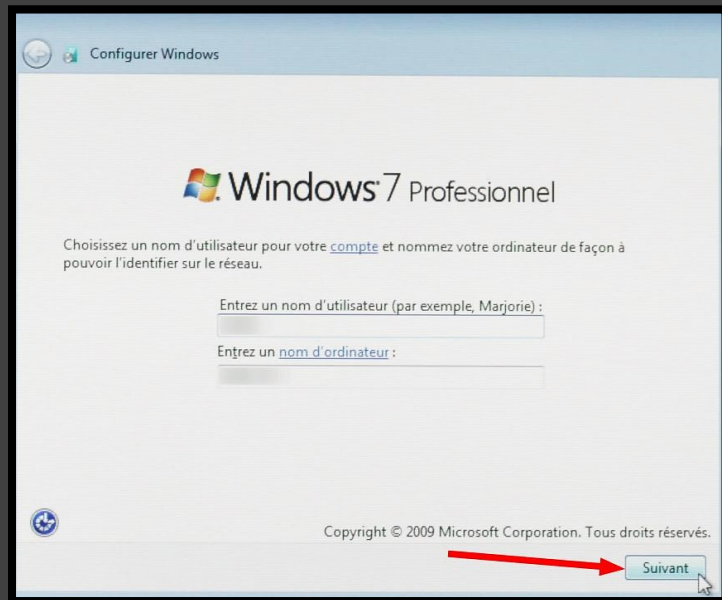 Configurer Windows
Windows 7 Professionnel
Choisissez un nom d'utilisateur pour votre compte et nommez votre ordinateur de façon à
pouvoir l'identifier sur le réseau.
Entrez un nom d'utilisateur (par exemple, Marjorie) :
Entrez un nom d'ordinateur :
Copyright © 2009 Microsoft Corporation. Tous droits réservés.
Suivant